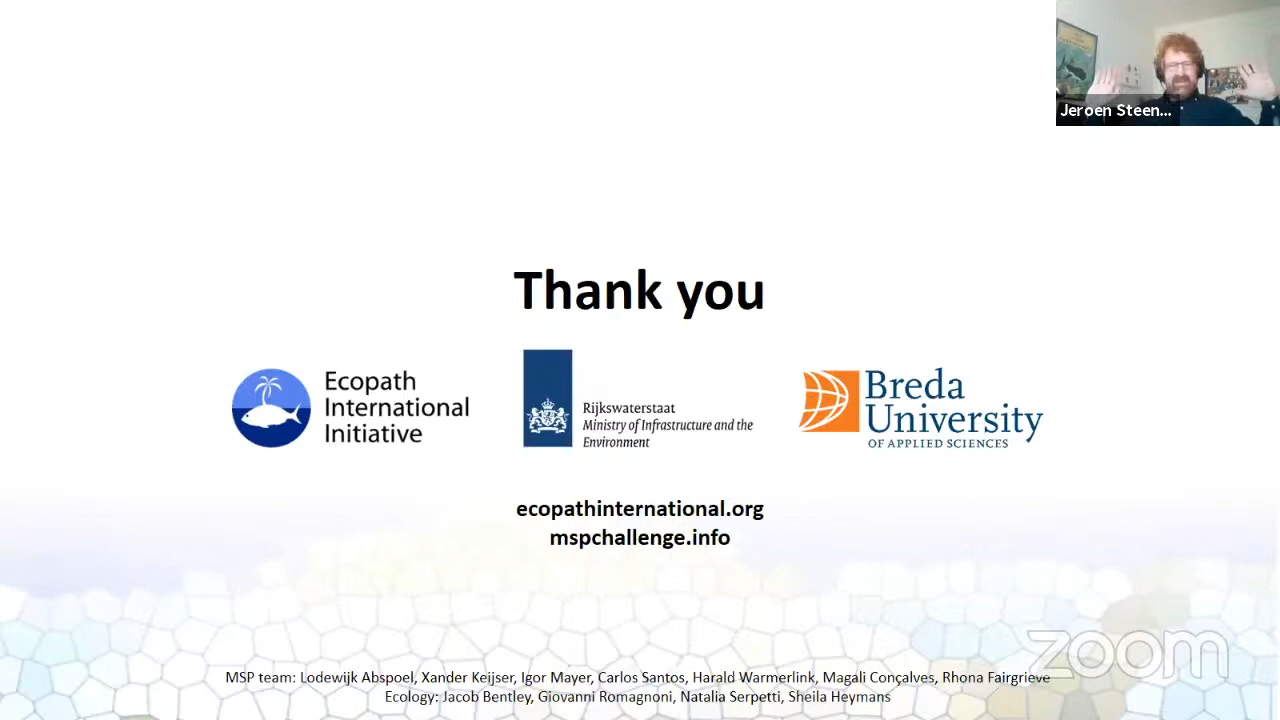 Jeroen Steen...
Thank you
Ecopath
International
Initiative
Rijkswaterstaat
Ministry of Infrastructure and the
Environment
Breda
University
OF APPLIED SCIENCES
ecopathinternational.org
mspchallenge.info
zoom
MSP team: Lodewijk Abspoel, Xander Keijser, Igor Mayer, Carlos Santos, Harald Warmerlink, Magali Conçalves, Rhona Fairgrieve
Ecology: Jacob Bentley, Giovanni Romagnoni, Natalia Serpetti, Sheila Heymans